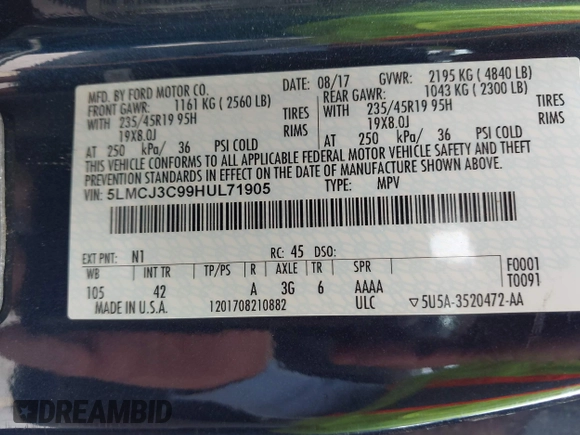 MFD. BY FORD MOTOR CO. DATE: 08/17 GVWR: 2195 KG (4840 LB)
FRONT GAWR: 1161 KG (2560 LB) REAR GAWR: 1043 KG (2300 LB)
WITH 235/45R19 95H TIRES WITH 235/45R19 95H TIRES
19X8.0J RIMS 19X8.0J RIMS
AT 250 kPa/ 36 PSI COLD AT 250 kPa/ 36 PSI COLD
THIS VEHICLE CONFORMS TO ALL APPLICABLE FEDERAL MOTOR VEHICLE SAFETY AND THEFT
PREVENTION STANDARDS IN EFFECT ON THE DATE OF MANUFACTURE SHOWN ABOVE.
VIN: 5LMCJ3C99HUL71905 TYPE: MPV
EXT PNT: N1 RC: 45 DSO: F0001
WB INT TR TP/PS R AXLE TR SPR T0091
105 42 A 3G 6 AAAA
MADE IN U.S.A. 1201708210882 ULC ▽5U5A-3520472-AA
DREAMBID